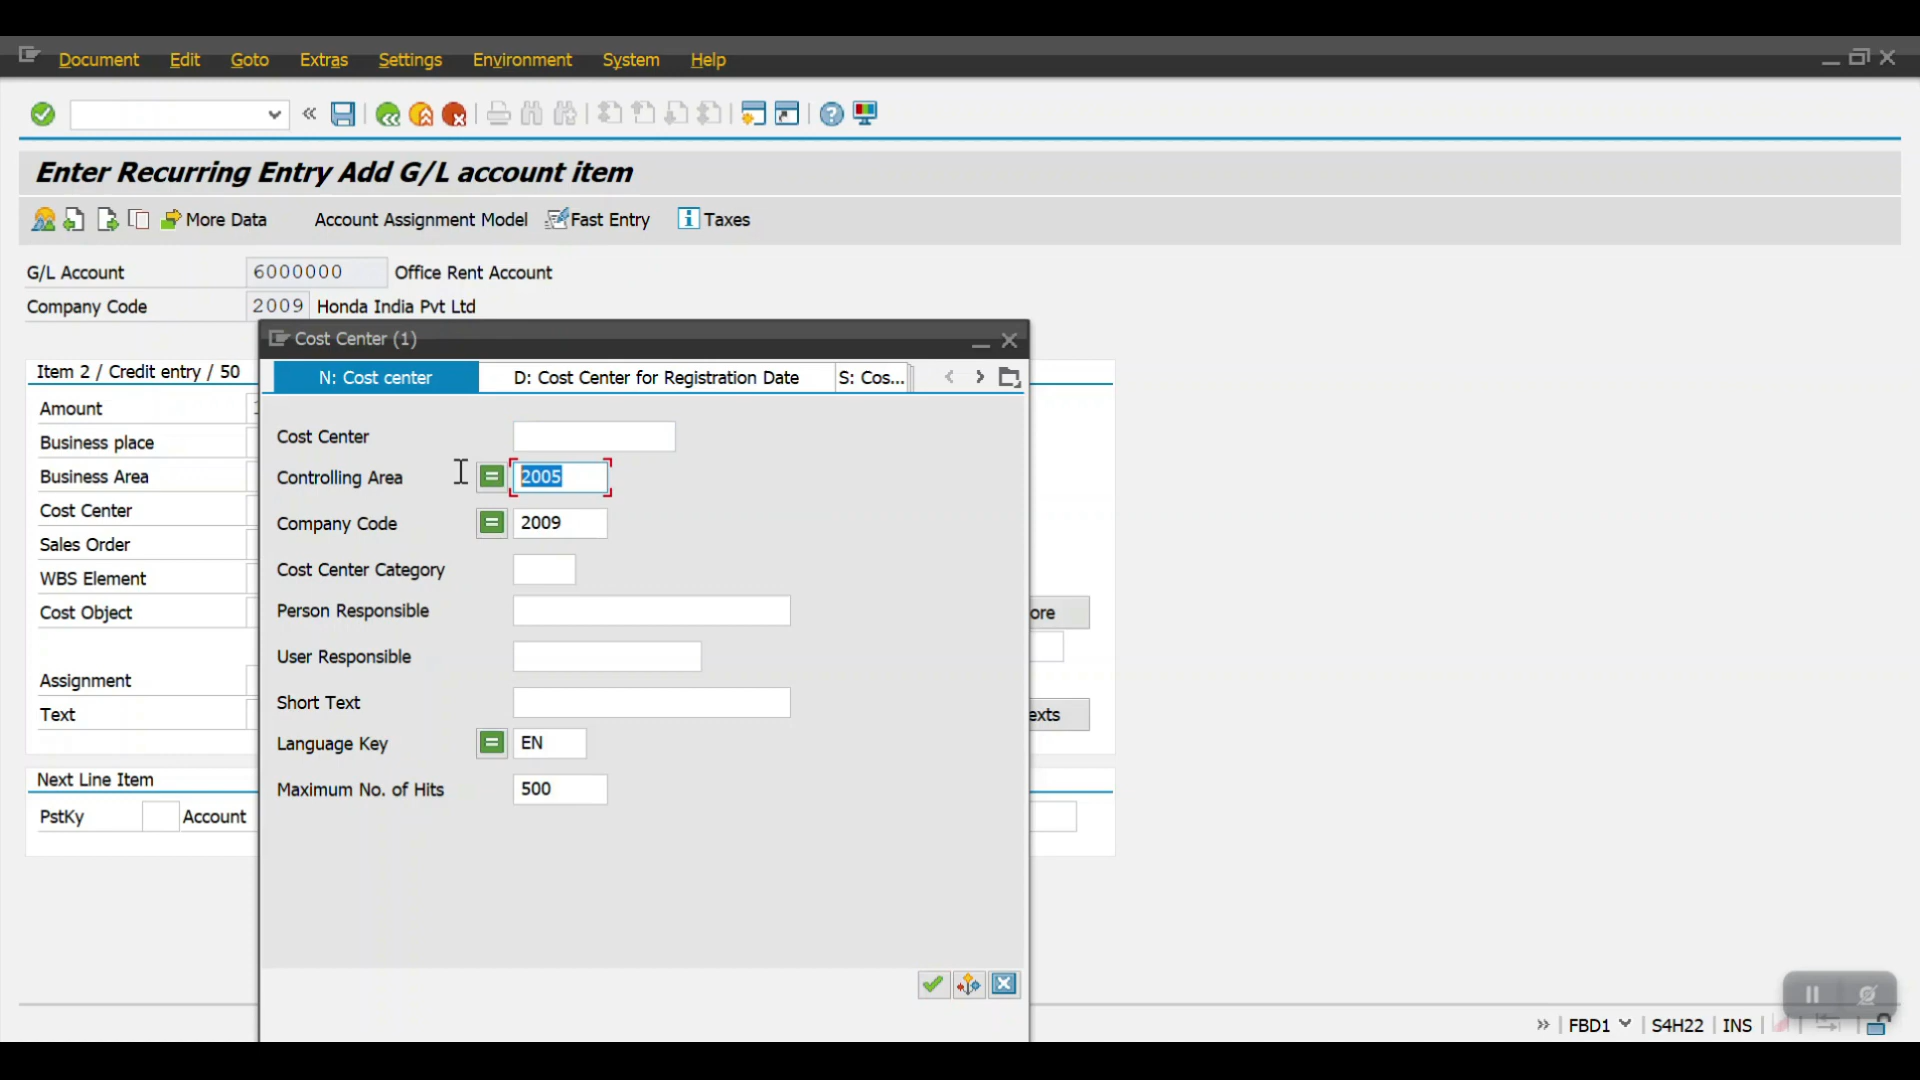 Document Edit Goto Extras Settings Environment System Help
Enter Recurring Entry Add G/L account item
More Data Account Assignment Model Fast Entry Taxes
G/L Account 6000000 Office Rent Account
Company Code 2009 Honda India Pvt Ltd
Cost Center (1)
Item 2 / Credit entry / 50
N: Cost center D: Cost Center for Registration Date S: Cos...
Amount
Business place
Business Area
Cost Center
Sales Order
WBS Element
Cost Object
Assignment
Text
Cost Center
Controlling Area = 2005
Company Code = 2009
Cost Center Category
Person Responsible
User Responsible
Short Text
Language Key = EN
Maximum No. of Hits 500
ore
exts
Next Line Item
PstKy Account
FBD1 S4H22 INS